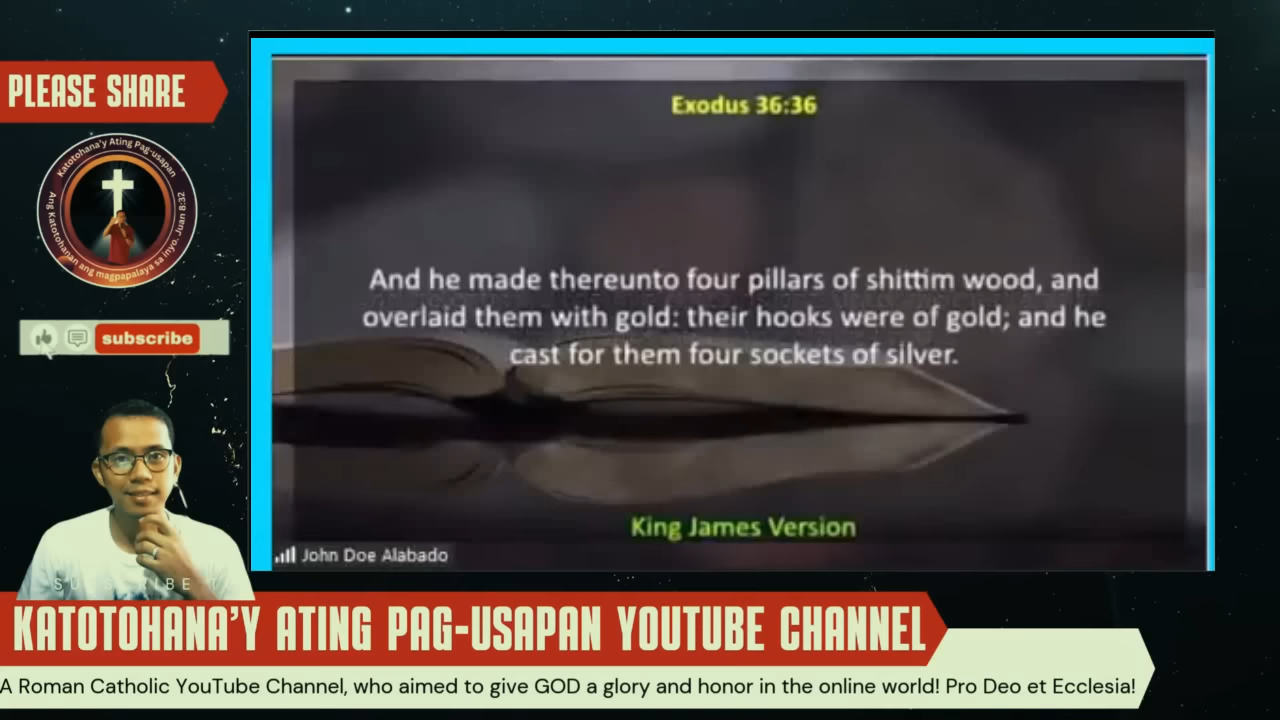 PLEASE SHARE
Katotohana'y Ating Pag-usapan
Ang Katotohanan ang magpapalaya sa inyo. Juan 8:32
subscribe
Exodus 36:36
And he made thereunto four pillars of shittim wood, and
overlaid them with gold: their hooks were of gold; and he
cast for them four sockets of silver.
King James Version
John Doe Alabado
KATOTOHANA'Y ATING PAG-USAPAN YOUTUBE CHANNEL
A Roman Catholic YouTube Channel, who aimed to give GOD a glory and honor in the online world! Pro Deo et Ecclesia!